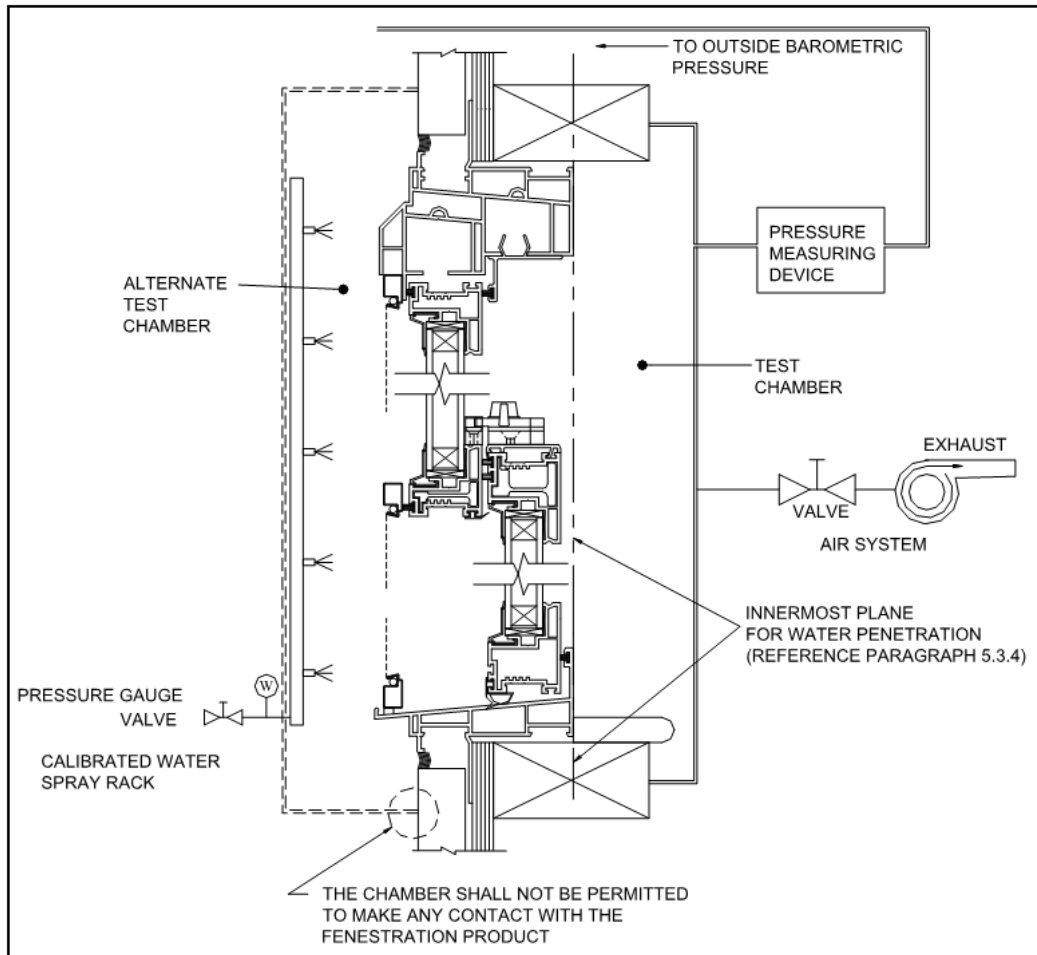 TO OUTSIDE BAROMETRIC
PRESSURE
PRESSURE
MEASURING
DEVICE
ALTERNATE
TEST
CHAMBER
TEST
CHAMBER
EXHAUST
VALVE
AIR SYSTEM
INNERMOST PLANE
FOR WATER PENETRATION
(REFERENCE PARAGRAPH 5.3.4)
W
PRESSURE GAUGE
VALVE
CALIBRATED WATER
SPRAY RACK
THE CHAMBER SHALL NOT BE PERMITTED
TO MAKE ANY CONTACT WITH THE
FENESTRATION PRODUCT